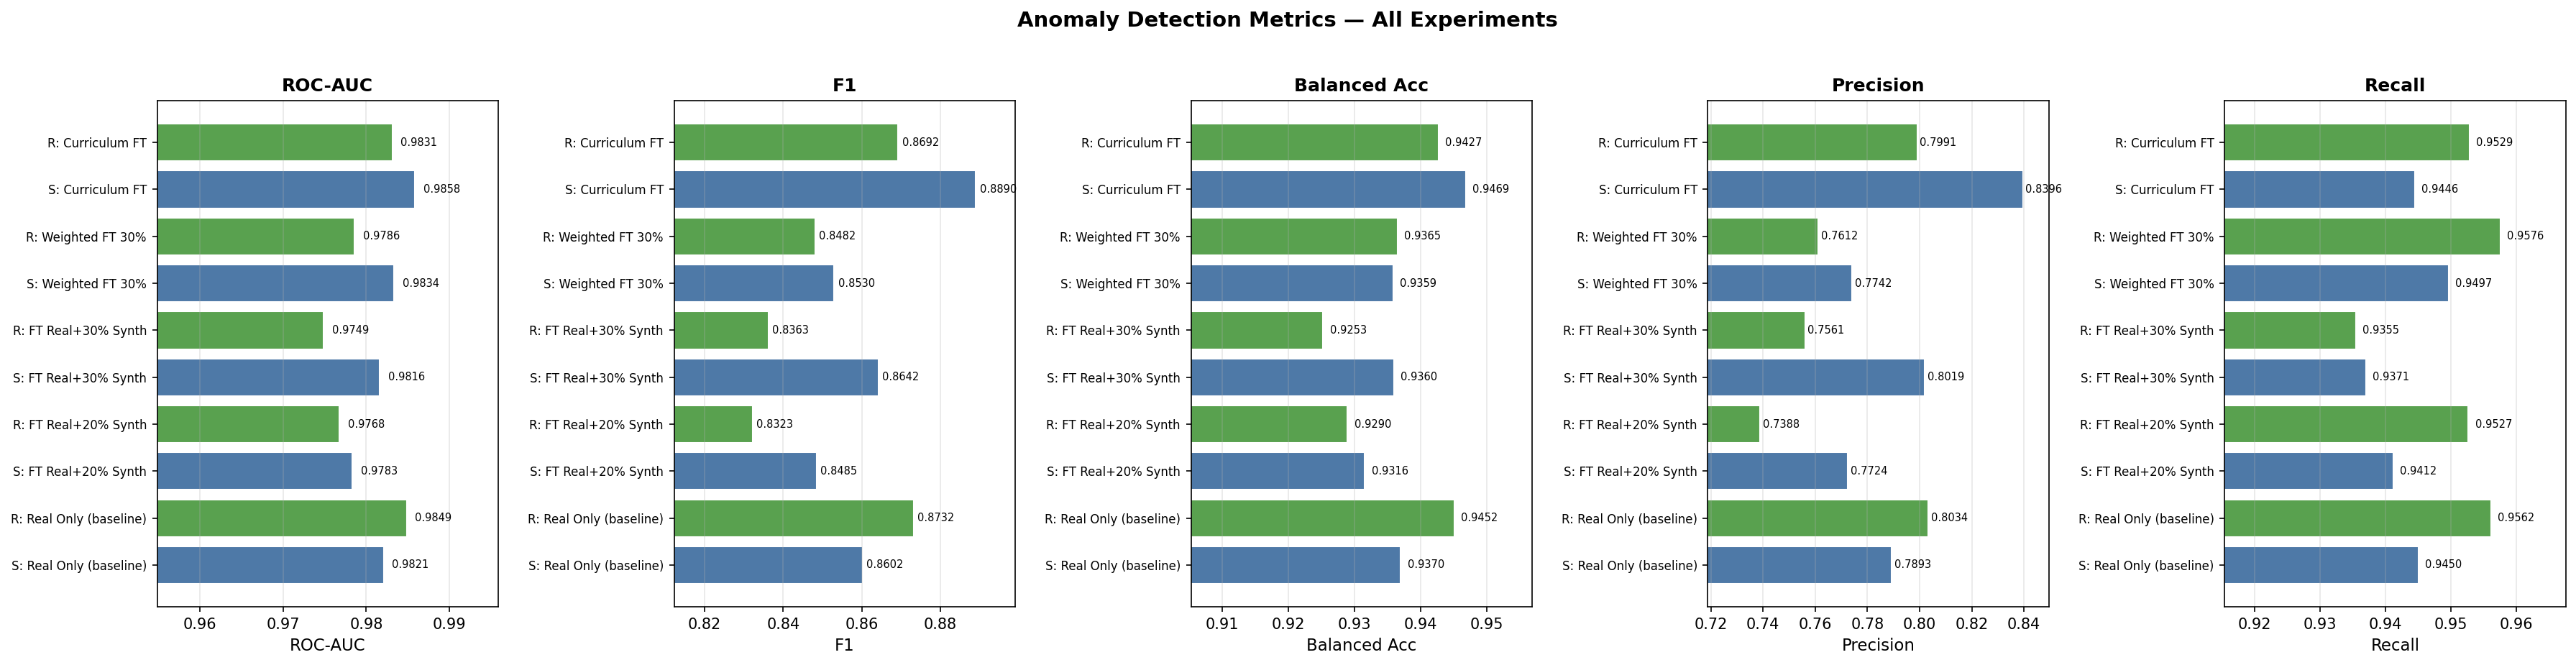 Anomaly Detection Metrics — All Experiments
ROC-AUC
R: Curriculum FT 0.9831
S: Curriculum FT 0.9858
R: Weighted FT 30% 0.9786
S: Weighted FT 30% 0.9834
R: FT Real+30% Synth 0.9749
S: FT Real+30% Synth 0.9816
R: FT Real+20% Synth 0.9768
S: FT Real+20% Synth 0.9783
R: Real Only (baseline) 0.9849
S: Real Only (baseline) 0.9821
0.96 0.97 0.98 0.99
ROC-AUC
F1
R: Curriculum FT 0.8692
S: Curriculum FT 0.8890
R: Weighted FT 30% 0.8482
S: Weighted FT 30% 0.8530
R: FT Real+30% Synth 0.8363
S: FT Real+30% Synth 0.8642
R: FT Real+20% Synth 0.8323
S: FT Real+20% Synth 0.8485
R: Real Only (baseline) 0.8732
S: Real Only (baseline) 0.8602
0.82 0.84 0.86 0.88
F1
Balanced Acc
R: Curriculum FT 0.9427
S: Curriculum FT 0.9469
R: Weighted FT 30% 0.9365
S: Weighted FT 30% 0.9359
R: FT Real+30% Synth 0.9253
S: FT Real+30% Synth 0.9360
R: FT Real+20% Synth 0.9290
S: FT Real+20% Synth 0.9316
R: Real Only (baseline) 0.9452
S: Real Only (baseline) 0.9370
0.91 0.92 0.93 0.94 0.95
Balanced Acc
Precision
R: Curriculum FT 0.7991
S: Curriculum FT 0.8396
R: Weighted FT 30% 0.7612
S: Weighted FT 30% 0.7742
R: FT Real+30% Synth 0.7561
S: FT Real+30% Synth 0.8019
R: FT Real+20% Synth 0.7388
S: FT Real+20% Synth 0.7724
R: Real Only (baseline) 0.8034
S: Real Only (baseline) 0.7893
0.72 0.74 0.76 0.78 0.80 0.82 0.84
Precision
Recall
R: Curriculum FT 0.9529
S: Curriculum FT 0.9446
R: Weighted FT 30% 0.9576
S: Weighted FT 30% 0.9497
R: FT Real+30% Synth 0.9355
S: FT Real+30% Synth 0.9371
R: FT Real+20% Synth 0.9527
S: FT Real+20% Synth 0.9412
R: Real Only (baseline) 0.9562
S: Real Only (baseline) 0.9450
0.92 0.93 0.94 0.95 0.96
Recall